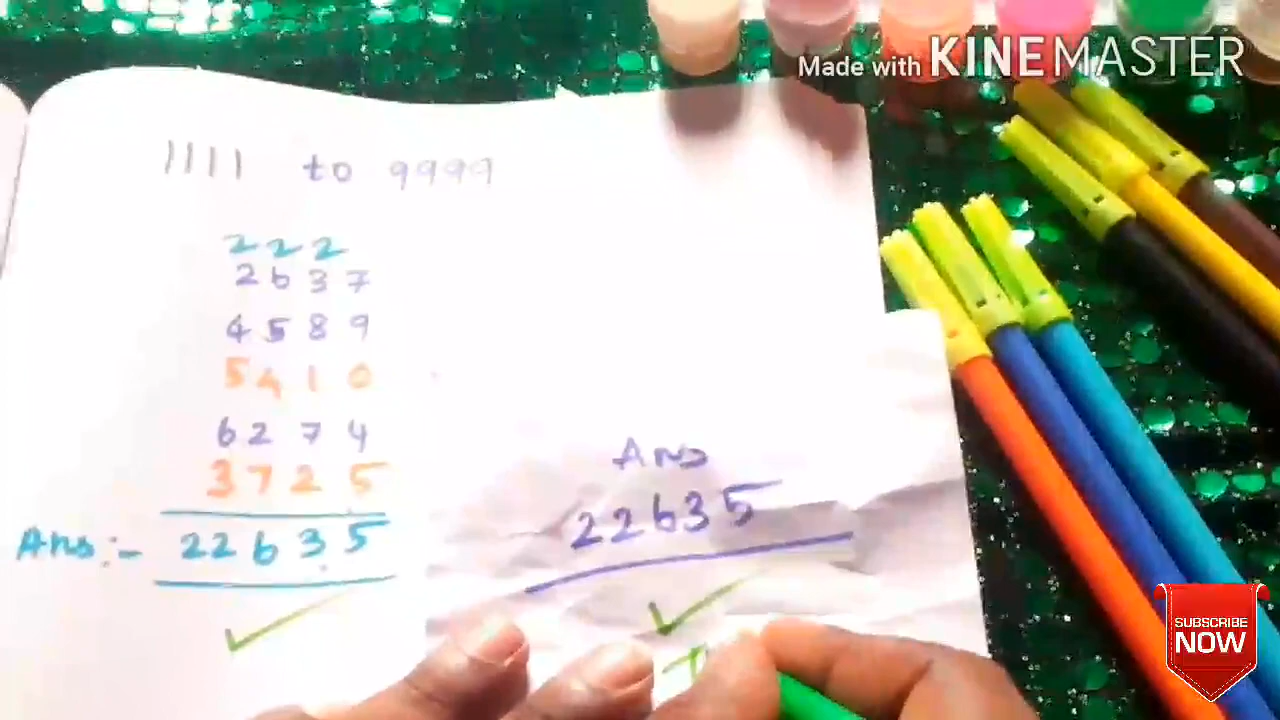 Made with KINEMASTER
1111 to 9999
222
2637
4589
5410
6274
3725
Ans:- 22635
Ans
22635
SUBSCRIBE
NOW